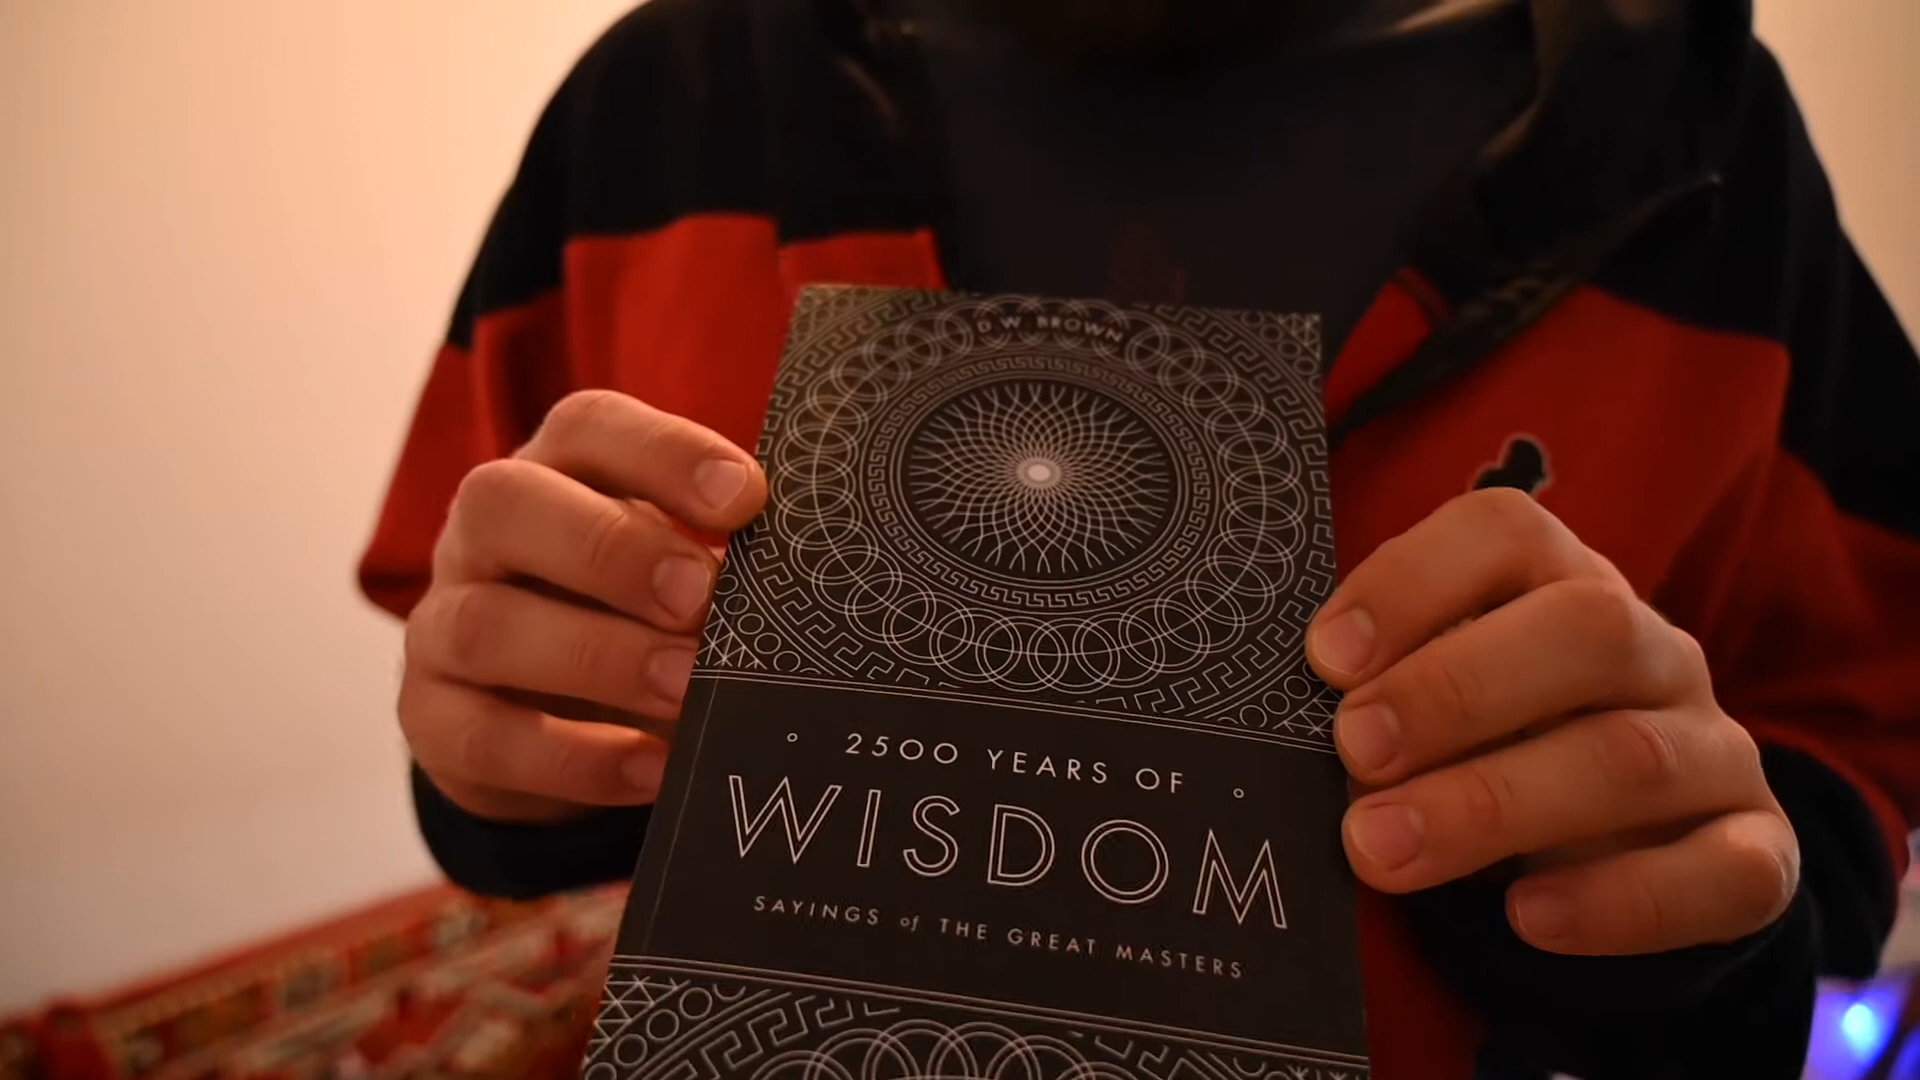 D.W. BROWN
2500 YEARS OF
WISDOM
SAYINGS of THE GREAT MASTERS